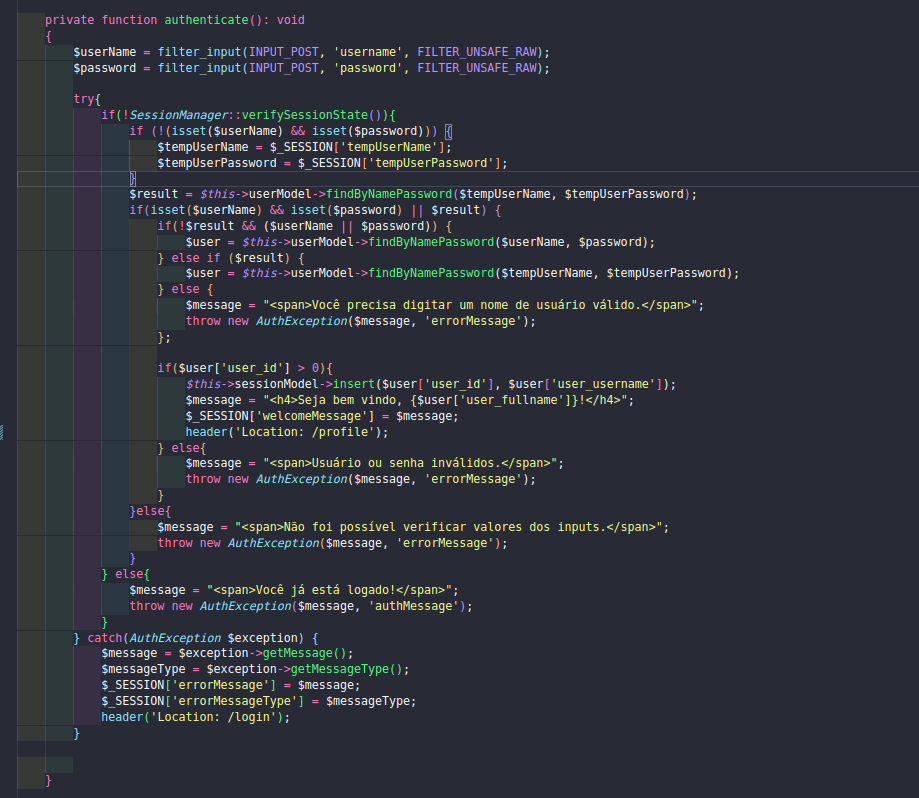 private function authenticate(): void
{
    $userName = filter_input(INPUT_POST, 'username', FILTER_UNSAFE_RAW);
    $password = filter_input(INPUT_POST, 'password', FILTER_UNSAFE_RAW);

    try{
        if(!SessionManager::verifySessionState()){
            if (!(isset($userName) && isset($password))) {
                $tempUserName = $_SESSION['tempUserName'];
                $tempUserPassword = $_SESSION['tempUserPassword'];
            }
            $result = $this->userModel->findByNamePassword($tempUserName, $tempUserPassword);
            if(isset($userName) && isset($password) || $result) {
                if(!$result && ($userName || $password)) {
                    $user = $this->userModel->findByNamePassword($userName, $password);
                } else if ($result) {
                    $user = $this->userModel->findByNamePassword($tempUserName, $tempUserPassword);
                } else {
                    $message = "<span>Você precisa digitar um nome de usuário válido.</span>";
                    throw new AuthException($message, 'errorMessage');
                };

                if($user['user_id'] > 0){
                    $this->sessionModel->insert($user['user_id'], $user['user_username']);
                    $message = "<h4>Seja bem vindo, {$user['user_fullname']}!</h4>";
                    $_SESSION['welcomeMessage'] = $message;
                    header('Location: /profile');
                } else{
                    $message = "<span>Usuário ou senha inválidos.</span>";
                    throw new AuthException($message, 'errorMessage');
                }
            }else{
                $message = "<span>Não foi possível verificar valores dos inputs.</span>";
                throw new AuthException($message, 'errorMessage');
            }
        } else{
            $message = "<span>Você já está logado!</span>";
            throw new AuthException($message, 'authMessage');
        }
    } catch(AuthException $exception) {
        $message = $exception->getMessage();
        $messageType = $exception->getMessageType();
        $_SESSION['errorMessage'] = $message;
        $_SESSION['errorMessageType'] = $messageType;
        header('Location: /login');
    }

}